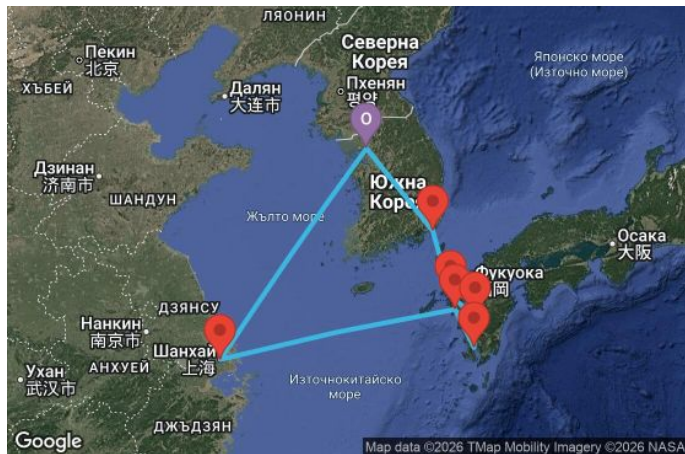 ЛЯОНИН
Пекин
北京
Северна
Корея
Японско море
(Източно море)
ХЪБЕЙ
Далян
大连市
Пхенян
평양
O
Дзинан
济南市
ШАНДУН
Южна
Коре
Жълто море
Осака
大阪
Фукуока
岡
ДЗЯНСУ
Нанкин
南京市
Шанхай
上海
Ухан
武汉市
АНХУЕЙ
Източнокитайско
море
ДЖЪДЗЯН
Google
Map data ©2026 TMap Mobility Imagery ©2026 NASA